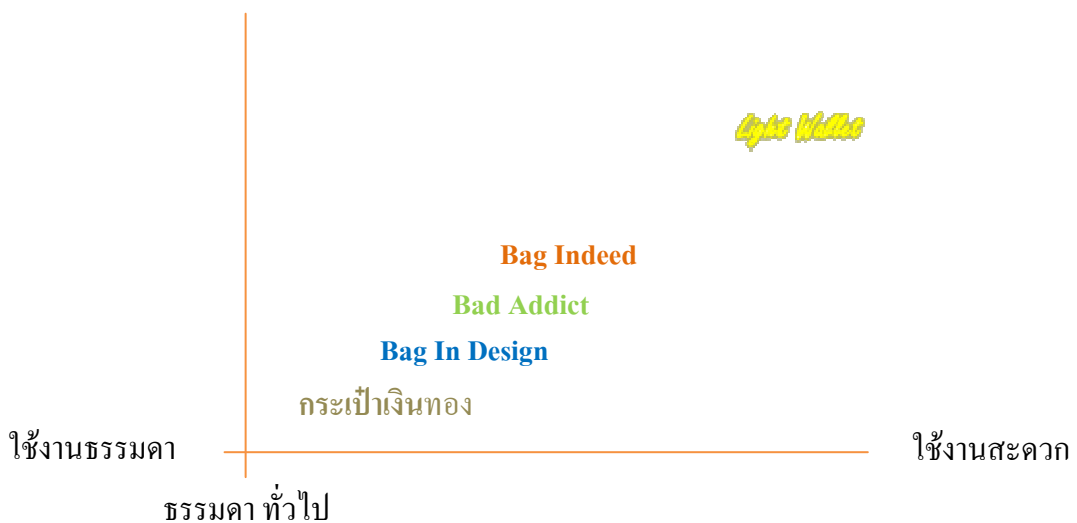 Light Wallet
Bag Indeed
Bad Addict
Bag In Design
กระเป๋าเงินทอง
ใช้งานธรรมดา
ใช้งานสะดวก
ธรรมดา ทั่วไป